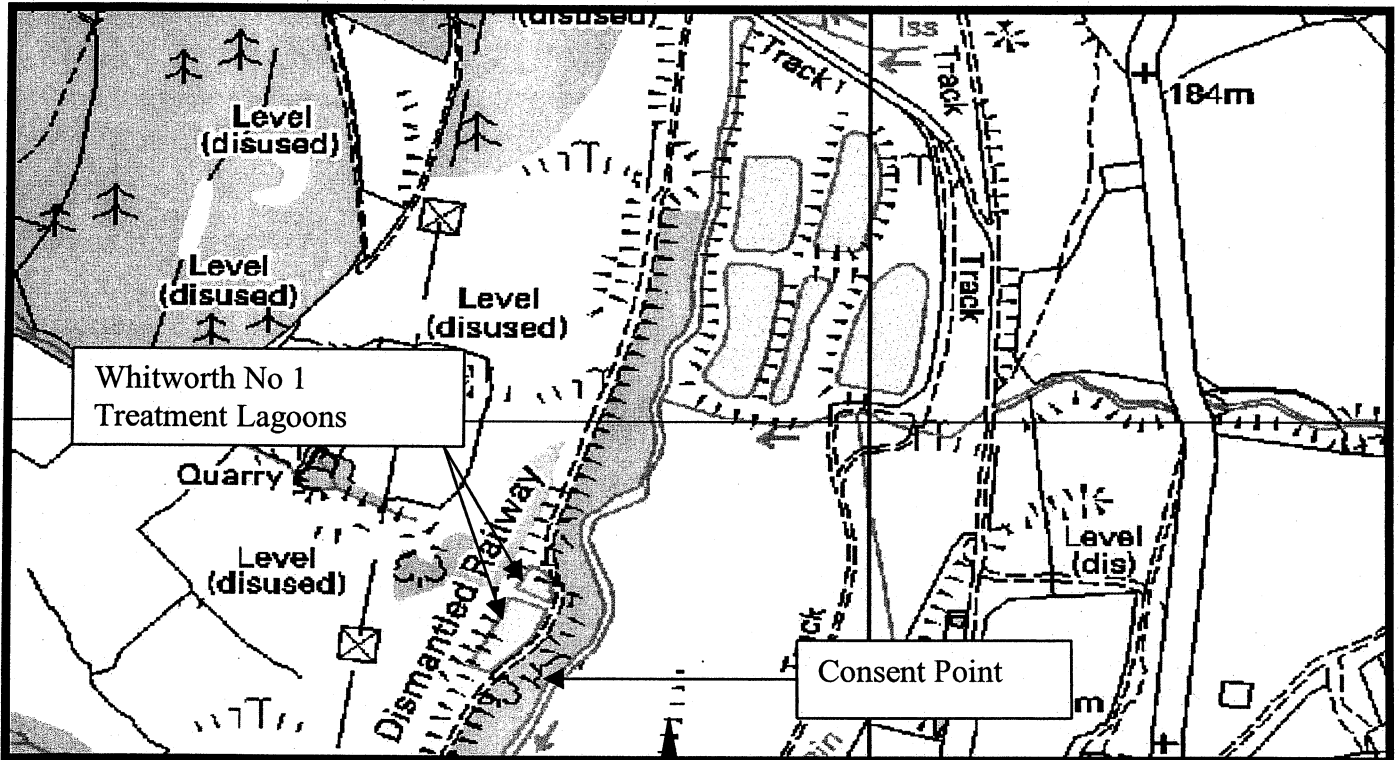 (disused)
Iss
Track
Track
184m
Level
(disused)
Level
(disused)
Level
(disused)
Track
Whitworth No 1
Treatment Lagoons
Quarry
Dismantled Railway
Level
(disused)
Level
(dis)
Consent Point
m